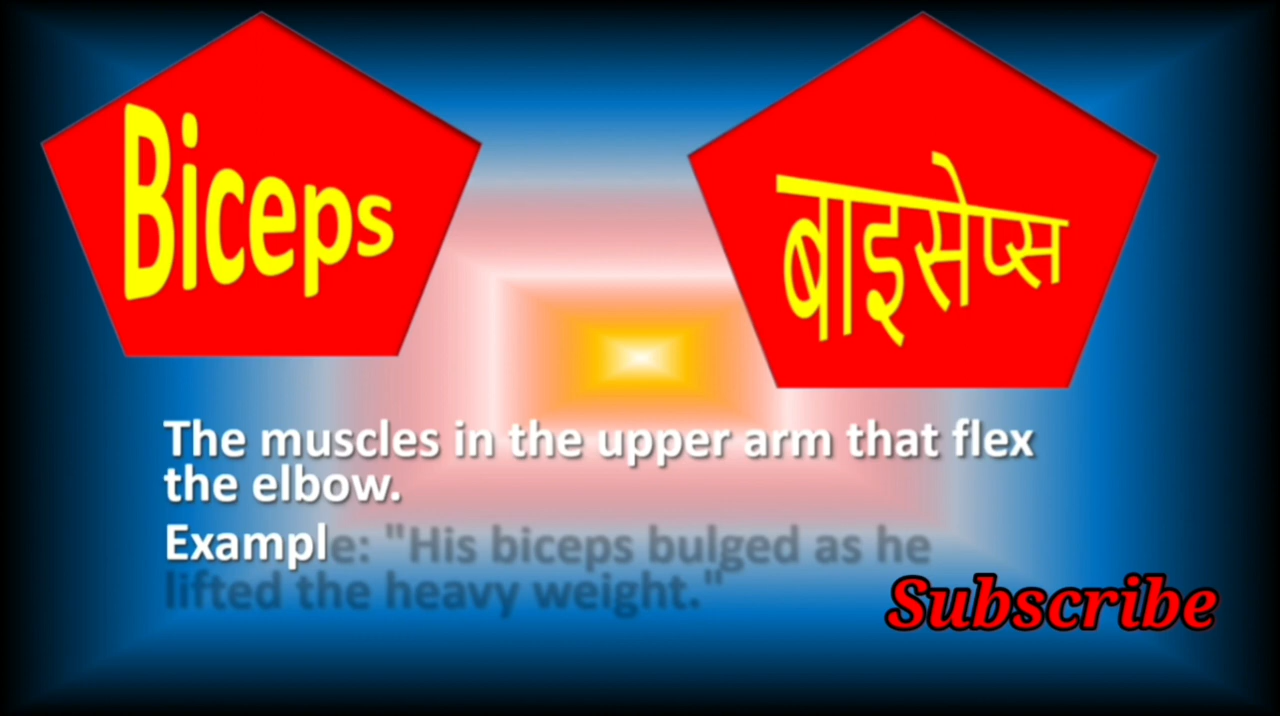 Biceps
बाइसेप्स
The muscles in the upper arm that flex
the elbow.
Example: "His biceps bulged as he
lifted the heavy weight."
Subscribe